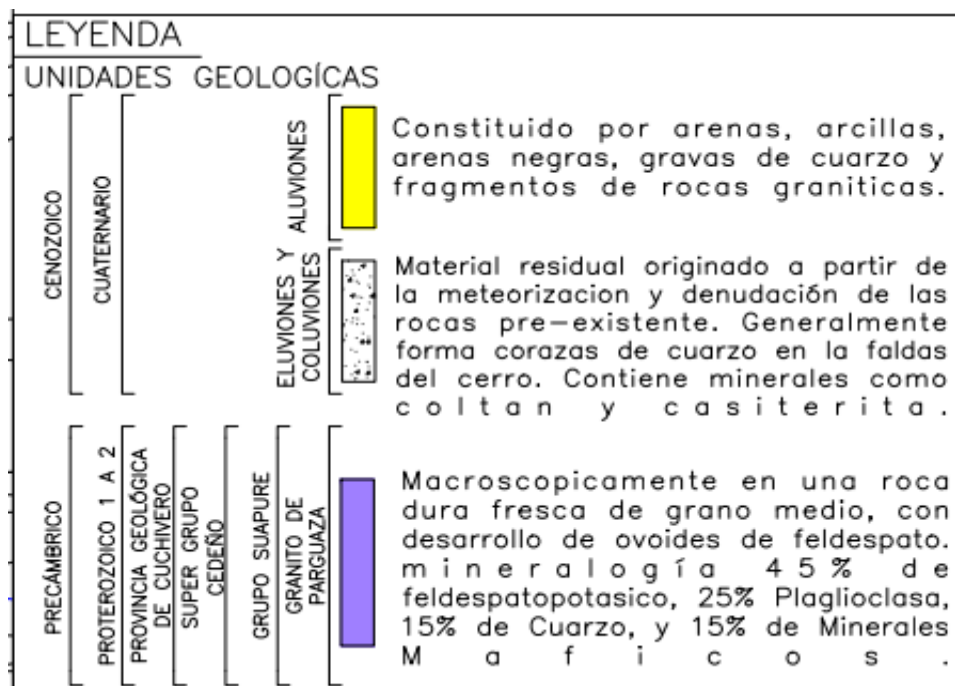 LEYENDA
UNIDADES GEOLOGÍCAS
CENOZOICO
CUATERNARIO
ALUVIONES
Constituido por arenas, arcillas,
arenas negras, gravas de cuarzo y
fragmentos de rocas graniticas.
ELUVIONES Y
COLUVIONES
Material residual originado a partir de
la meteorizacion y denudación de las
rocas pre-existente. Generalmente
forma corazas de cuarzo en la faldas
del cerro. Contiene minerales como
coltan y casiterita.
PRECÁMBRICO
PROTEROZOICO 1 A 2
PROVINCIA GEOLÓGICA
DE CUCHIVERO
SUPER GRUPO
CEDEÑO
GRUPO SUAPURE
GRANITO DE
PARGUAZA
Macroscopicamente en una roca
dura fresca de grano medio, con
desarrollo de ovoides de feldespato.
mineralogía 45% de
feldespatopotasico, 25% Plaglioclasa,
15% de Cuarzo, y 15% de Minerales
Maficos.